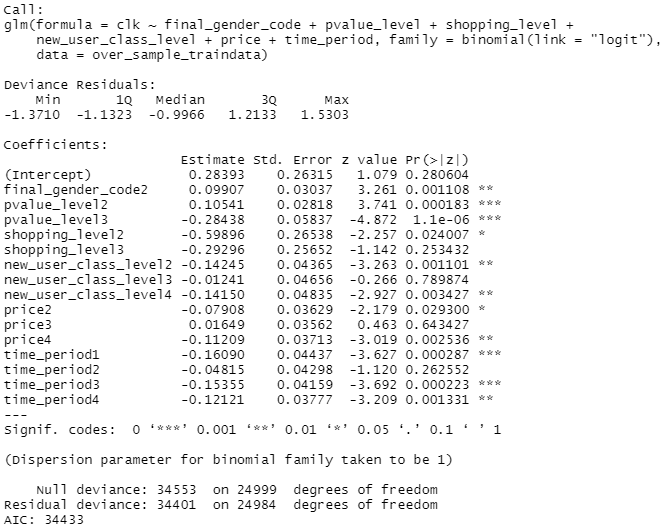 Call:
glm(formula = clk ~ final_gender_code + pvalue_level + shopping_level +
    new_user_class_level + price + time_period, family = binomial(link = "logit"),
    data = over_sample_traindata)

Deviance Residuals:
    Min       1Q   Median       3Q      Max
-1.3710  -1.1323  -0.9966   1.2133   1.5303

Coefficients:
                      Estimate Std. Error z value Pr(>|z|)
(Intercept)            0.28393    0.26315   1.079 0.280604
final_gender_code2     0.09907    0.03037   3.261 0.001108 **
pvalue_level2          0.10541    0.02818   3.741 0.000183 ***
pvalue_level3         -0.28438    0.05837  -4.872  1.1e-06 ***
shopping_level2       -0.59896    0.26538  -2.257 0.024007 *
shopping_level3       -0.29296    0.25652  -1.142 0.253432
new_user_class_level2 -0.14245    0.04365  -3.263 0.001101 **
new_user_class_level3 -0.01241    0.04656  -0.266 0.789874
new_user_class_level4 -0.14150    0.04835  -2.927 0.003427 **
price2                -0.07908    0.03629  -2.179 0.029300 *
price3                 0.01649    0.03562   0.463 0.643427
price4                -0.11209    0.03713  -3.019 0.002536 **
time_period1          -0.16090    0.04437  -3.627 0.000287 ***
time_period2          -0.04815    0.04298  -1.120 0.262552
time_period3          -0.15355    0.04159  -3.692 0.000223 ***
time_period4          -0.12121    0.03777  -3.209 0.001331 **
---
Signif. codes:  0 ‘***’ 0.001 ‘**’ 0.01 ‘*’ 0.05 ‘.’ 0.1 ‘ ’ 1

(Dispersion parameter for binomial family taken to be 1)

    Null deviance: 34553  on 24999  degrees of freedom
Residual deviance: 34401  on 24984  degrees of freedom
AIC: 34433